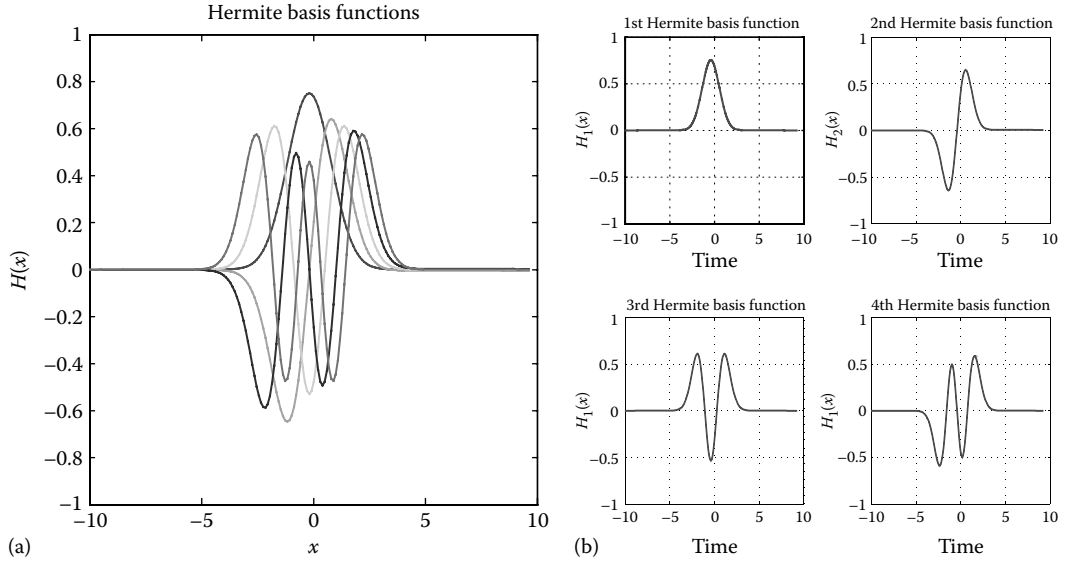 Hermite basis functions
1
0.8
0.6
0.4
0.2
0
−0.2
−0.4
−0.6
−0.8
−1
H(x)
−10 −5 0 5 10
x
(a)
1st Hermite basis function
1
0.5
0
−0.5
−1
H1(x)
−10 −5 0 5 10
Time
2nd Hermite basis function
1
0.5
0
−0.5
−1
H2(x)
−10 −5 0 5 10
Time
3rd Hermite basis function
1
0.5
0
−0.5
−1
H1(x)
−10 −5 0 5 10
Time
4th Hermite basis function
1
0.5
0
−0.5
−1
H1(x)
−10 −5 0 5 10
Time
(b)